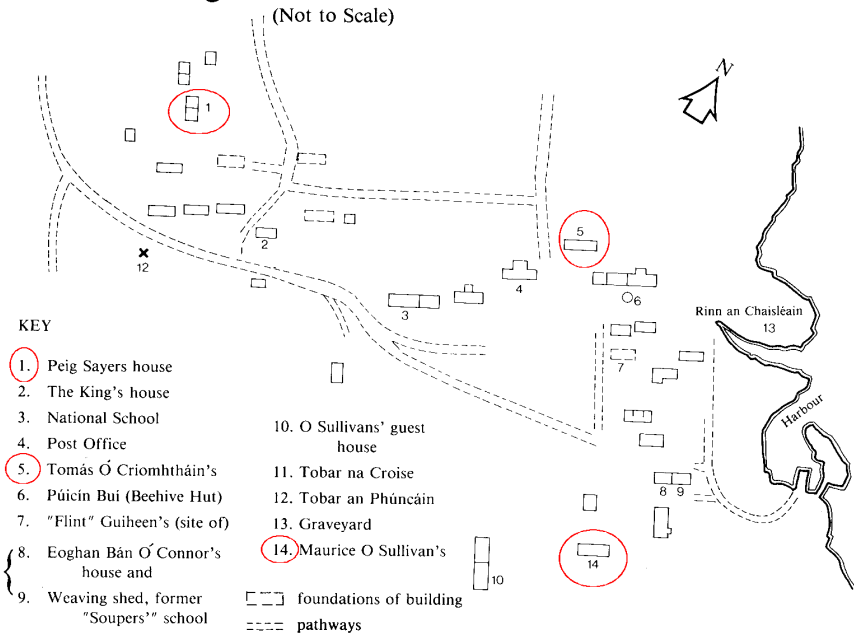 (Not to Scale)
N
1
5
2
12
4
3
6
Rinn an Chaisléain
13
7
Harbour
8 9
14
10
KEY
1. Peig Sayers house
2. The King's house
3. National School
4. Post Office
5. Tomás Ó Criomhtháin's
6. Púicín Buí (Beehive Hut)
7. "Flint" Guiheen's (site of)
8. Eoghan Bán Ó Connor's
house and
9. Weaving shed, former
"Soupers'" school
10. O Sullivans' guest
house
11. Tobar na Croise
12. Tobar an Phúncáin
13. Graveyard
14. Maurice O Sullivan's
foundations of building
pathways